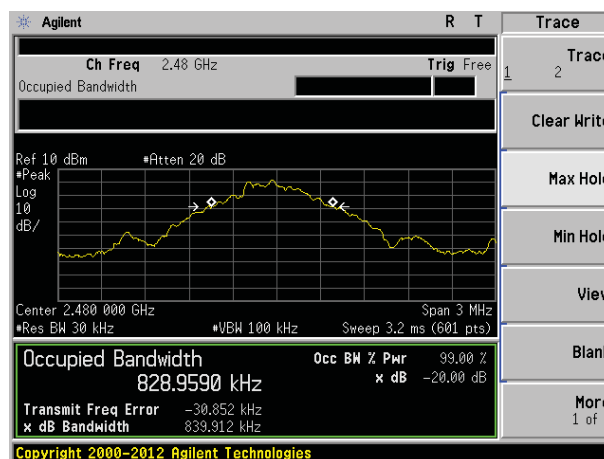 Agilent R T Trace
Ch Freq 2.48 GHz Trig Free
Occupied Bandwidth
Trace
1 2
Clear Write
Max Hold
Min Hold
View
Blank
More
1 of
Ref 10 dBm #Atten 20 dB
#Peak
Log
10
dB/
Center 2.480 000 GHz Span 3 MHz
#Res BW 30 kHz #VBW 100 kHz Sweep 3.2 ms (601 pts)
Occupied Bandwidth Occ BW % Pwr 99.00 %
828.9590 kHz x dB -20.00 dB
Transmit Freq Error -30.852 kHz
x dB Bandwidth 839.912 kHz
Copyright 2000-2012 Agilent Technologies